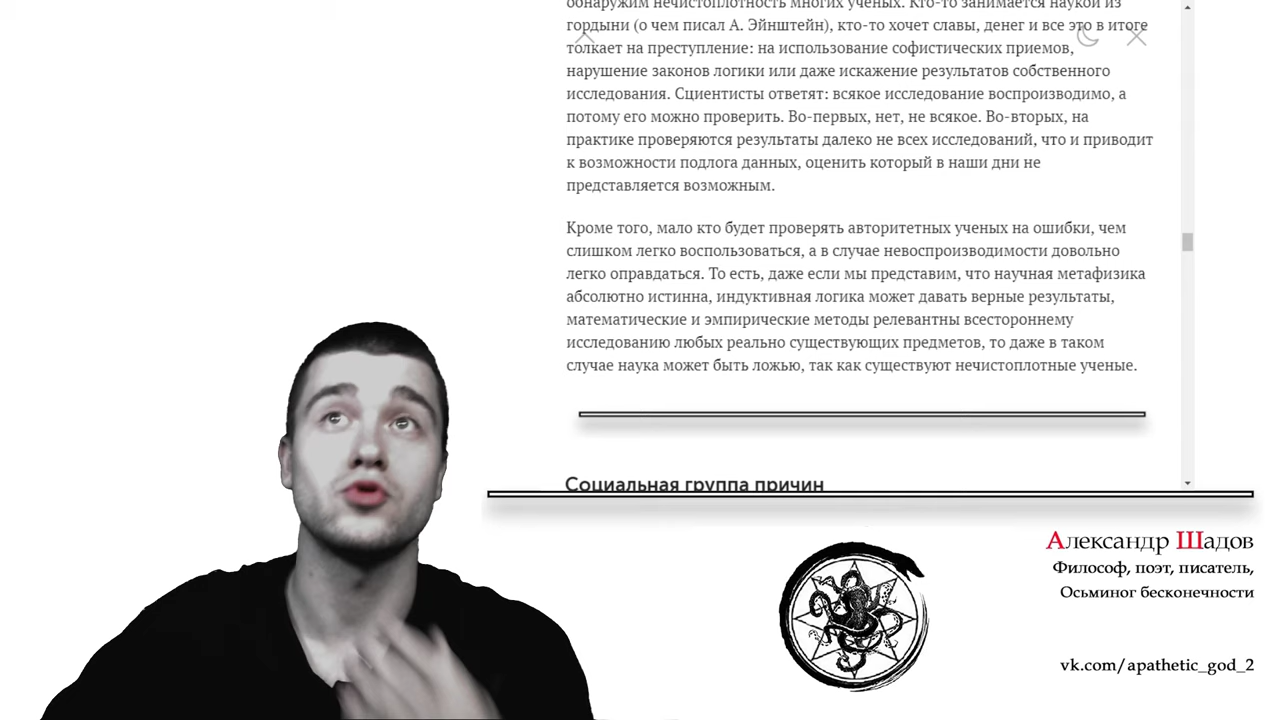 обнаружим нечистоплотность многих ученых. Кто-то занимается наукой из
гордыни (о чем писал А. Эйнштейн), кто-то хочет славы, денег и все это в итоге
толкает на преступление: на использование софистических приемов,
нарушение законов логики или даже искажение результатов собственного
исследования. Сциентисты ответят: всякое исследование воспроизводимо, а
потому его можно проверить. Во-первых, нет, не всякое. Во-вторых, на
практике проверяются результаты далеко не всех исследований, что и приводит
к возможности подлога данных, оценить который в наши дни не
представляется возможным.
Кроме того, мало кто будет проверять авторитетных ученых на ошибки, чем
слишком легко воспользоваться, а в случае невоспроизводимости довольно
легко оправдаться. То есть, даже если мы представим, что научная метафизика
абсолютно истинна, индуктивная логика может давать верные результаты,
математические и эмпирические методы релевантны всестороннему
исследованию любых реально существующих предметов, то даже в таком
случае наука может быть ложью, так как существуют нечистоплотные ученые.
Социальная группа причин
Александр Шадов
Философ, поэт, писатель,
Осьминог бесконечности
vk.com/apathetic_god_2